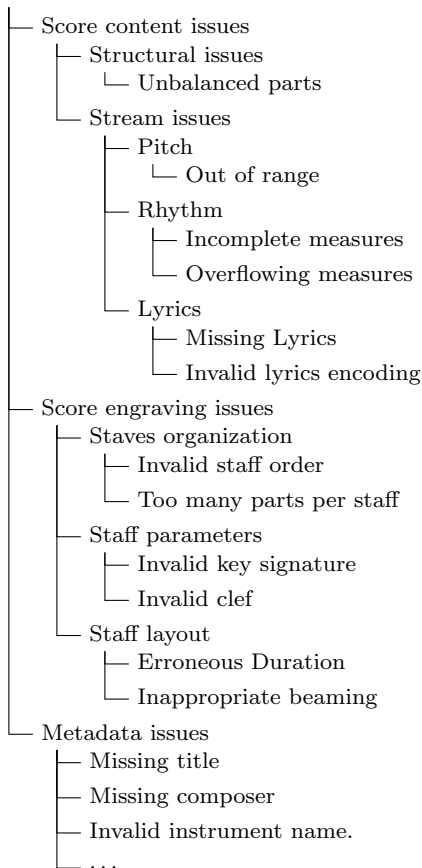 Score content issues
Structural issues
Unbalanced parts
Stream issues
Pitch
Out of range
Rhythm
Incomplete measures
Overflowing measures
Lyrics
Missing Lyrics
Invalid lyrics encoding
Score engraving issues
Staves organization
Invalid staff order
Too many parts per staff
Staff parameters
Invalid key signature
Invalid clef
Staff layout
Erroneous Duration
Inappropriate beaming
Metadata issues
Missing title
Missing composer
Invalid instrument name.
...